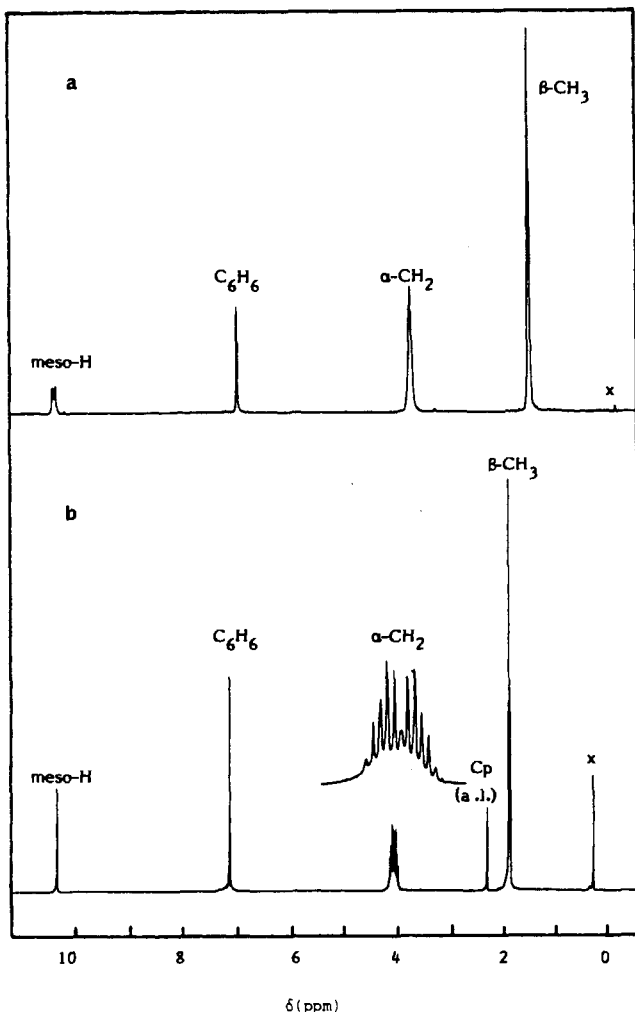 a
β-CH3
C6H6
α-CH2
meso-H
x
β-CH3
b
C6H6
α-CH2
meso-H
Cp
(a.l.)
x
10 8 6 4 2 0
δ(ppm)